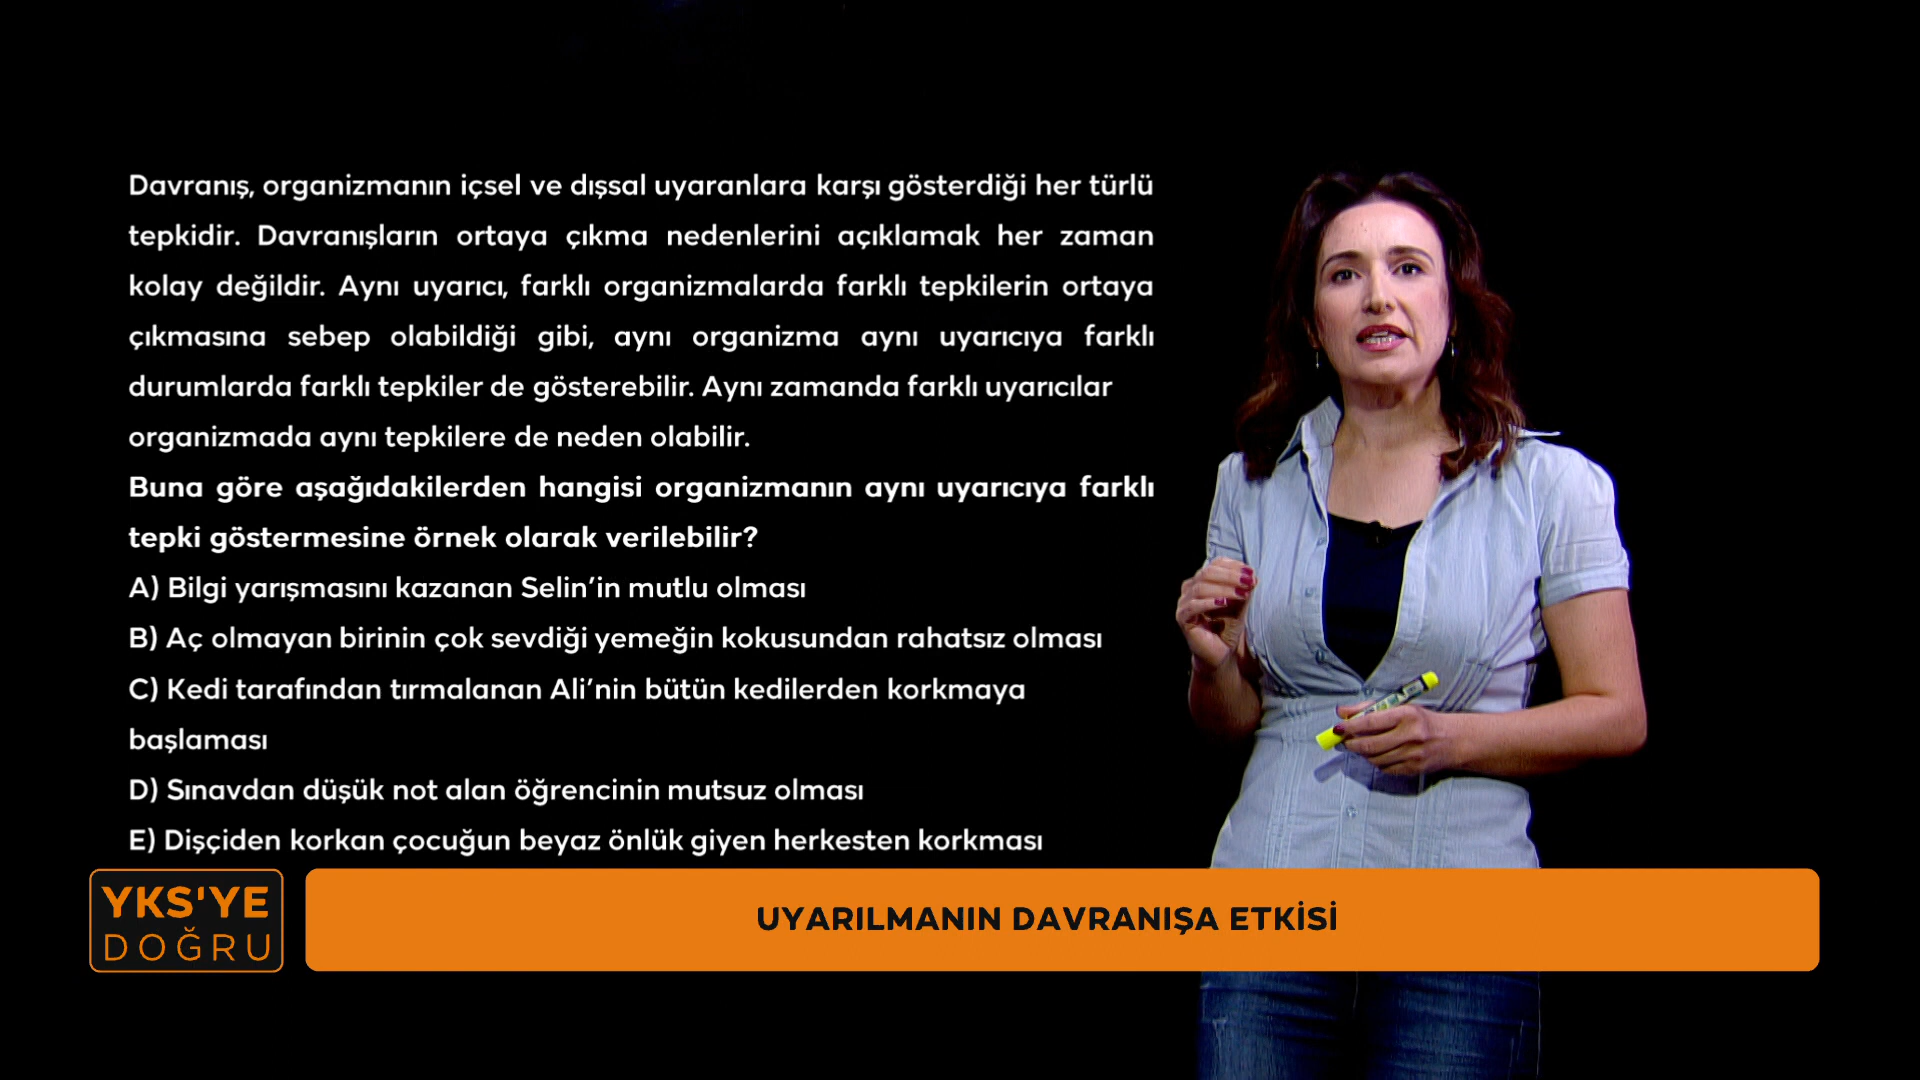 Davranış, organizmanın içsel ve dışsal uyaranlara karşı gösterdiği her türlü
tepkidir. Davranışların ortaya çıkma nedenlerini açıklamak her zaman
kolay değildir. Aynı uyarıcı, farklı organizmalarda farklı tepkilerin ortaya
çıkmasına sebep olabildiği gibi, aynı organizma aynı uyarıcıya farklı
durumlarda farklı tepkiler de gösterebilir. Aynı zamanda farklı uyarıcılar
organizmada aynı tepkilere de neden olabilir.
Buna göre aşağıdakilerden hangisi organizmanın aynı uyarıcıya farklı
tepki göstermesine örnek olarak verilebilir?
A) Bilgi yarışmasını kazanan Selin’in mutlu olması
B) Aç olmayan birinin çok sevdiği yemeğin kokusundan rahatsız olması
C) Kedi tarafından tırmalanan Ali’nin bütün kedilerden korkmaya
başlaması
D) Sınavdan düşük not alan öğrencinin mutsuz olması
E) Dişçiden korkan çocuğun beyaz önlük giyen herkesten korkması
YKS'YE
DOĞRU
UYARILMANIN DAVRANIŞA ETKİSİ